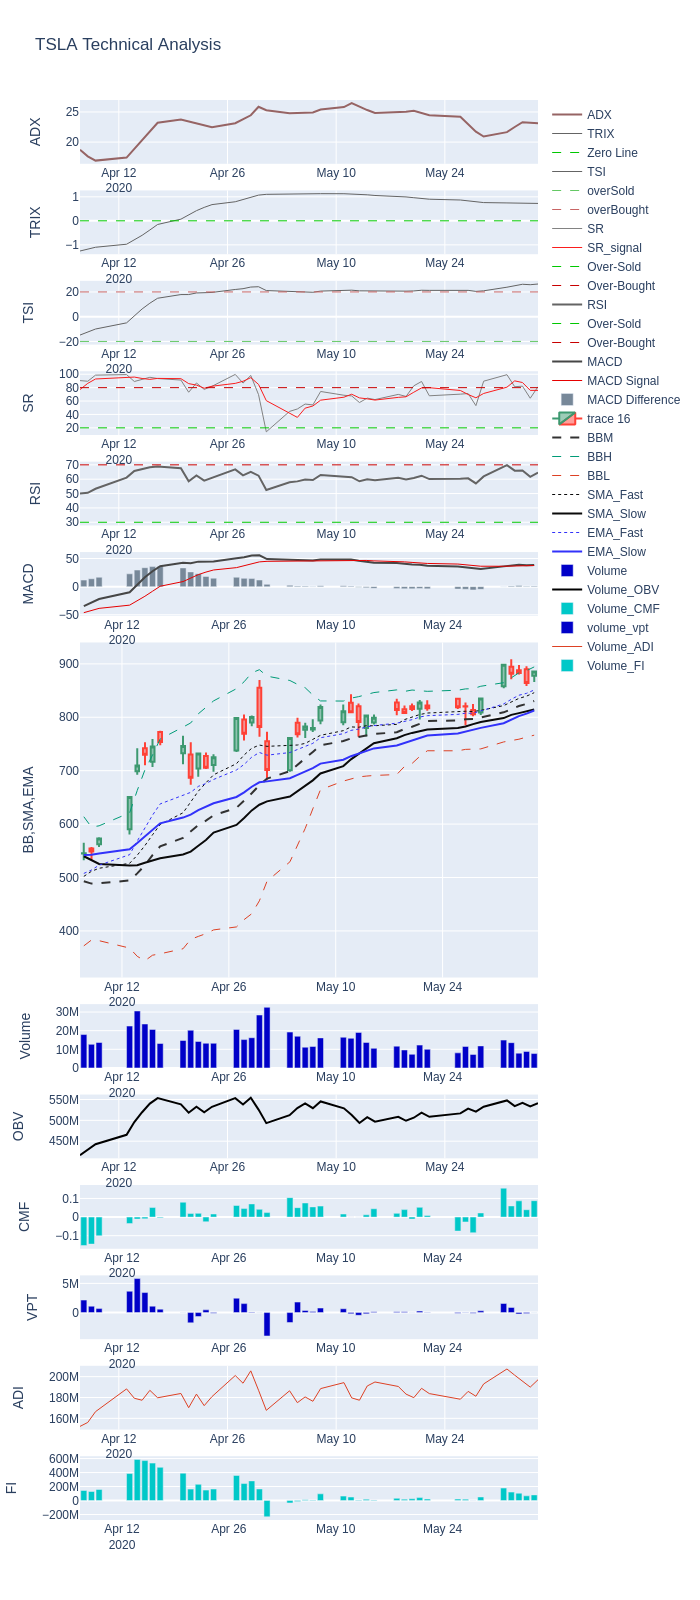 TSLA Technical Analysis
ADX
25
20
Apr 12
2020
Apr 26
May 10
May 24
TRIX
1
0
−1
Apr 12
2020
Apr 26
May 10
May 24
TSI
20
0
−20
Apr 12
2020
Apr 26
May 10
May 24
SR
100
80
60
40
20
Apr 12
2020
Apr 26
May 10
May 24
RSI
70
60
50
40
30
Apr 12
2020
Apr 26
May 10
May 24
MACD
50
0
−50
Apr 12
2020
Apr 26
May 10
May 24
BB,SMA,EMA
900
800
700
600
500
400
Apr 12
2020
Apr 26
May 10
May 24
Volume
30M
20M
10M
0
Apr 12
2020
Apr 26
May 10
May 24
OBV
550M
500M
450M
Apr 12
2020
Apr 26
May 10
May 24
CMF
0.1
0
−0.1
Apr 12
2020
Apr 26
May 10
May 24
VPT
5M
0
Apr 12
2020
Apr 26
May 10
May 24
ADI
200M
180M
160M
Apr 12
2020
Apr 26
May 10
May 24
FI
600M
400M
200M
0
−200M
Apr 12
2020
Apr 26
May 10
May 24
ADX
TRIX
Zero Line
TSI
overSold
overBought
SR
SR_signal
Over-Sold
Over-Bought
RSI
Over-Sold
Over-Bought
MACD
MACD Signal
MACD Difference
trace 16
BBM
BBH
BBL
SMA_Fast
SMA_Slow
EMA_Fast
EMA_Slow
Volume
Volume_OBV
Volume_CMF
volume_vpt
Volume_ADI
Volume_FI